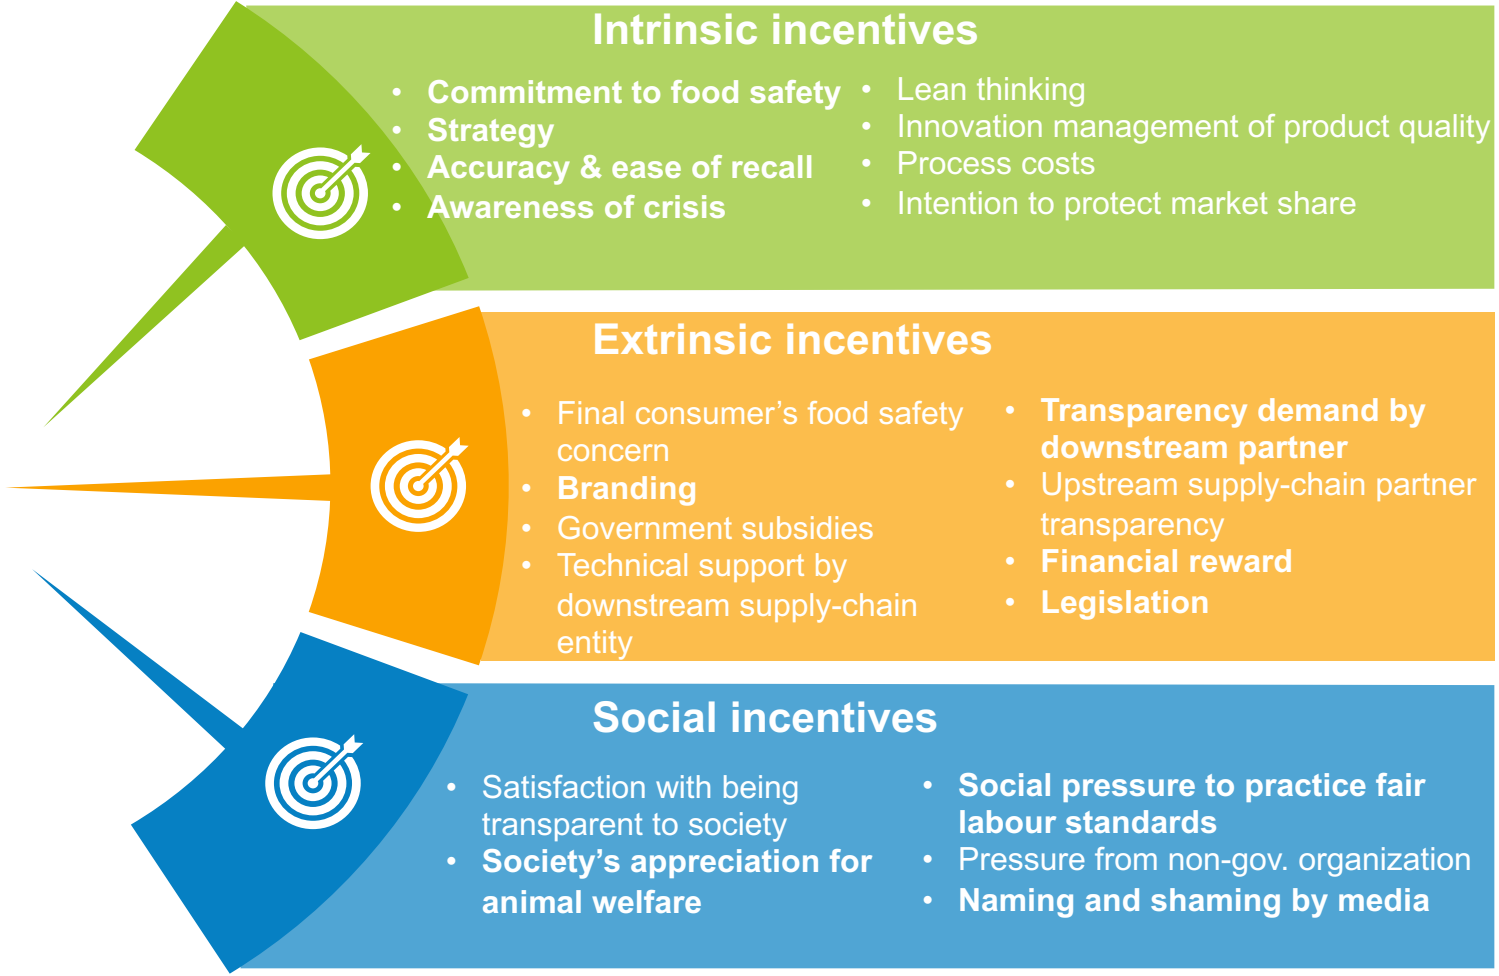 Intrinsic incentives
Commitment to food safety
Strategy
Accuracy & ease of recall
Awareness of crisis
Lean thinking
Innovation management of product quality
Process costs
Intention to protect market share
Extrinsic incentives
Final consumer’s food safety
concern
Branding
Government subsidies
Technical support by
downstream supply-chain
entity
Transparency demand by
downstream partner
Upstream supply-chain partner
transparency
Financial reward
Legislation
Social incentives
Satisfaction with being
transparent to society
Society’s appreciation for
animal welfare
Social pressure to practice fair
labour standards
Pressure from non-gov. organization
Naming and shaming by media